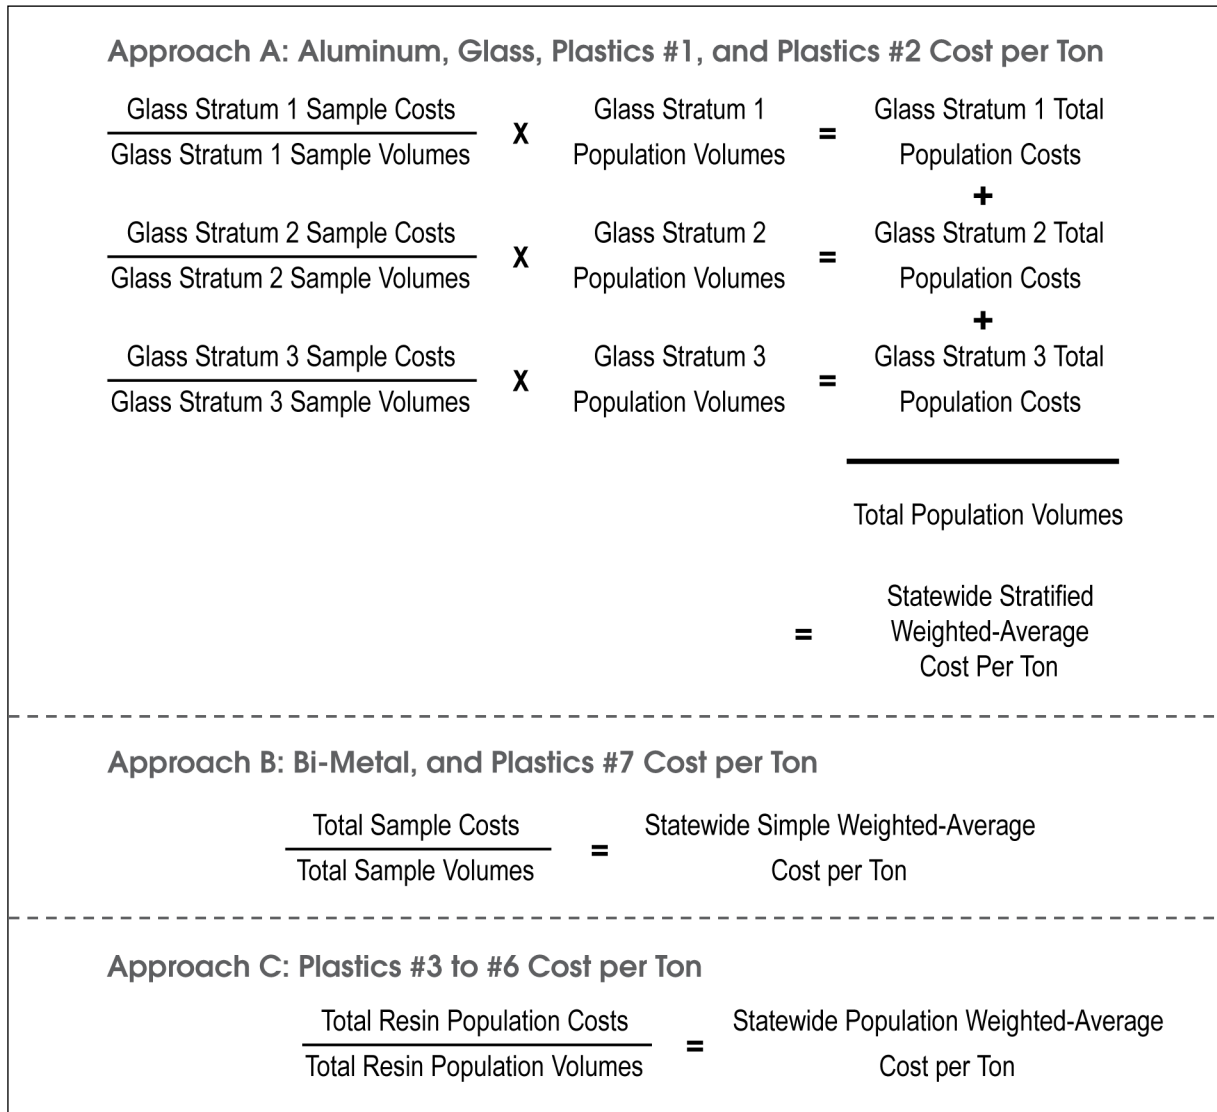 Approach A: Aluminum, Glass, Plastics #1, and Plastics #2 Cost per Ton
Glass Stratum 1 Sample Costs
Glass Stratum 1 Sample Volumes
X
Glass Stratum 1
Population Volumes
=
Glass Stratum 1 Total
Population Costs
+
Glass Stratum 2 Sample Costs
Glass Stratum 2 Sample Volumes
X
Glass Stratum 2
Population Volumes
=
Glass Stratum 2 Total
Population Costs
+
Glass Stratum 3 Sample Costs
Glass Stratum 3 Sample Volumes
X
Glass Stratum 3
Population Volumes
=
Glass Stratum 3 Total
Population Costs
Total Population Volumes
=
Statewide Stratified
Weighted-Average
Cost Per Ton
Approach B: Bi-Metal, and Plastics #7 Cost per Ton
Total Sample Costs
Total Sample Volumes
=
Statewide Simple Weighted-Average
Cost per Ton
Approach C: Plastics #3 to #6 Cost per Ton
Total Resin Population Costs
Total Resin Population Volumes
=
Statewide Population Weighted-Average
Cost per Ton